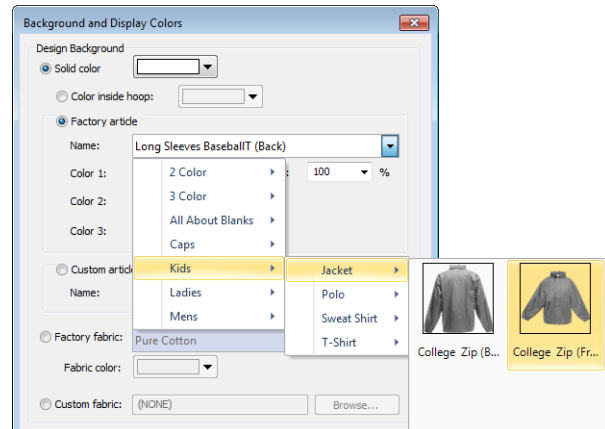 Background and Display Colors
Design Background
Solid color
Color inside hoop:
Factory article
Name: Long Sleeves BaseballT (Back)
Color 1: 100 %
Color 2:
Color 3:
2 Color
3 Color
All About Blanks
Caps
Kids
Ladies
Mens
Jacket
Polo
Sweat Shirt
T-Shirt
College Zip (B...
College Zip (Fr...
Custom
Name:
Factory fabric: Pure Cotton
Fabric color:
Custom fabric: (NONE) Browse...